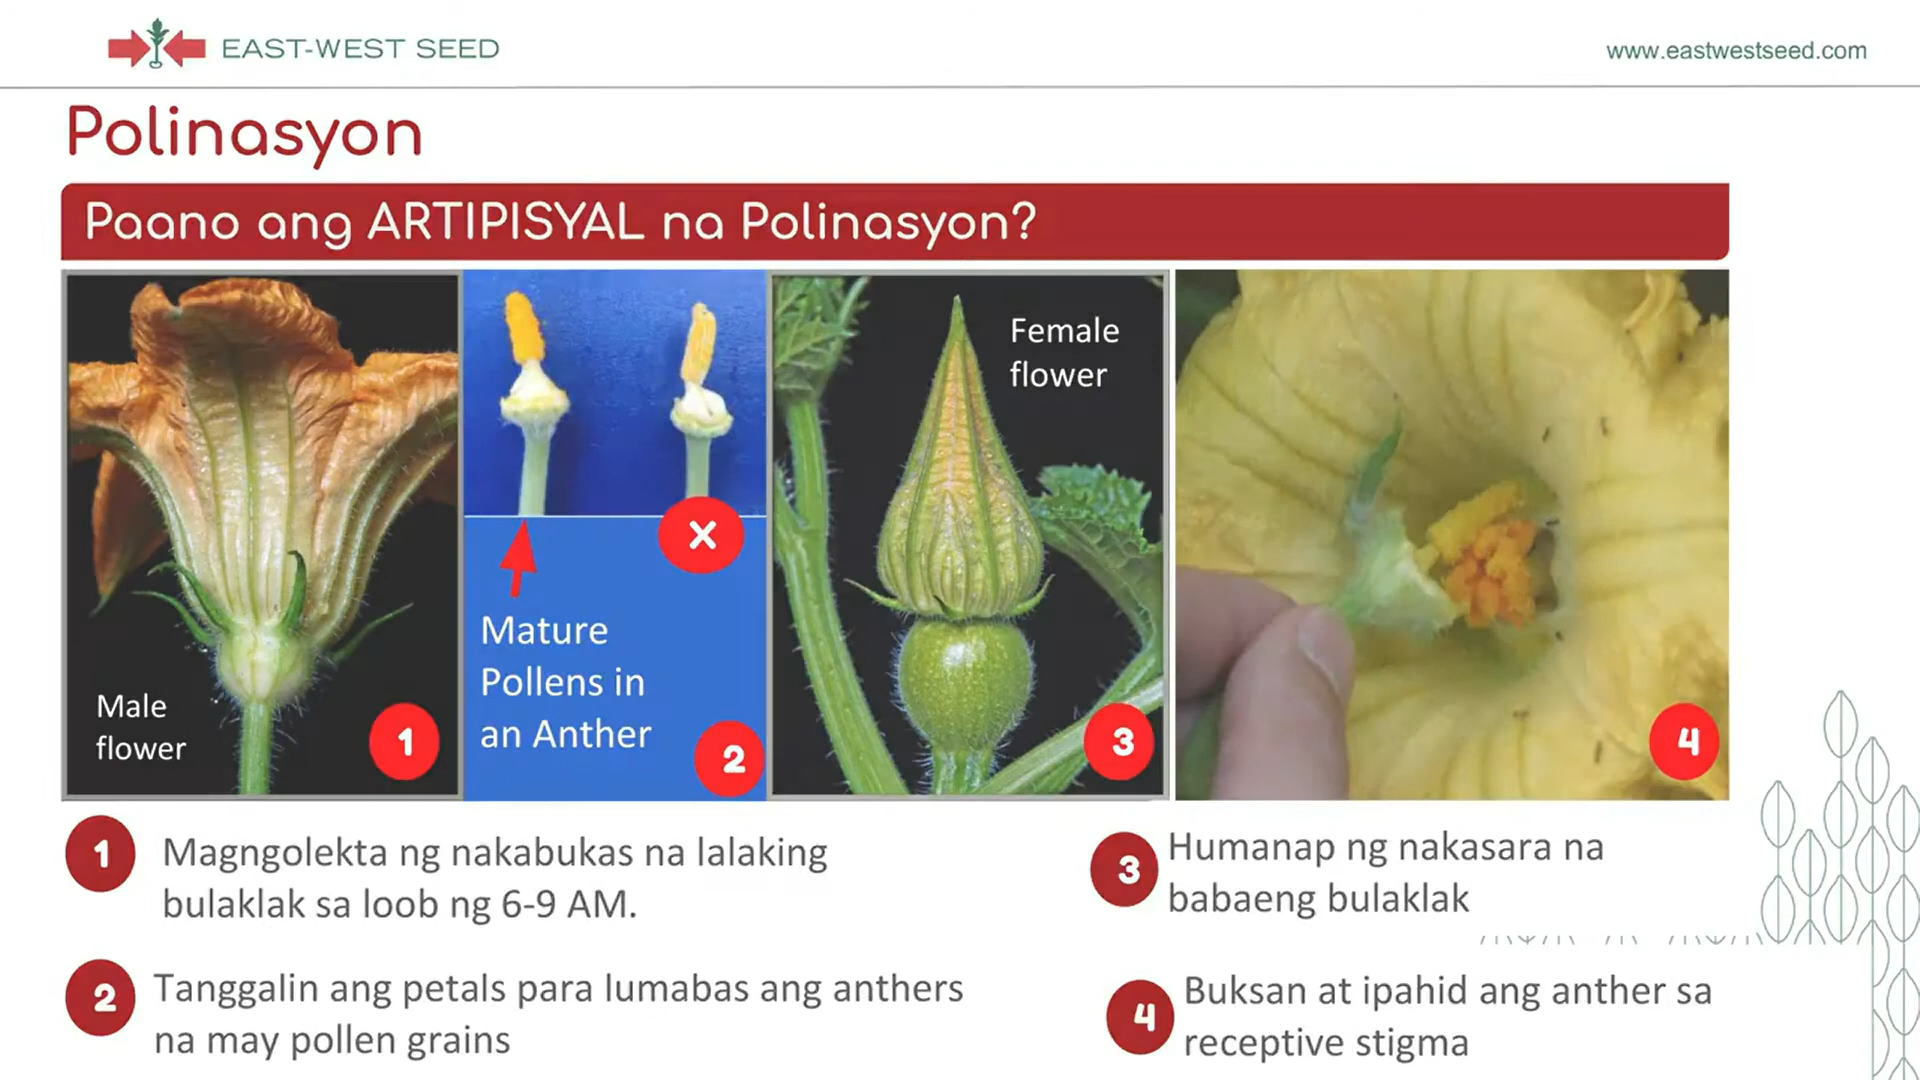 EAST-WEST SEED
www.eastwestseed.com
Polinasyon
Paano ang ARTIPISYAL na Polinasyon?
Male
flower
1
X
Mature
Pollens in
an Anther
2
Female
flower
3
4
1 Magngolekta ng nakabukas na lalaking
bulaklak sa loob ng 6-9 AM.
2 Tanggalin ang petals para lumabas ang anthers
na may pollen grains
3 Humanap ng nakasara na
babaeng bulaklak
4 Buksan at ipahid ang anther sa
receptive stigma